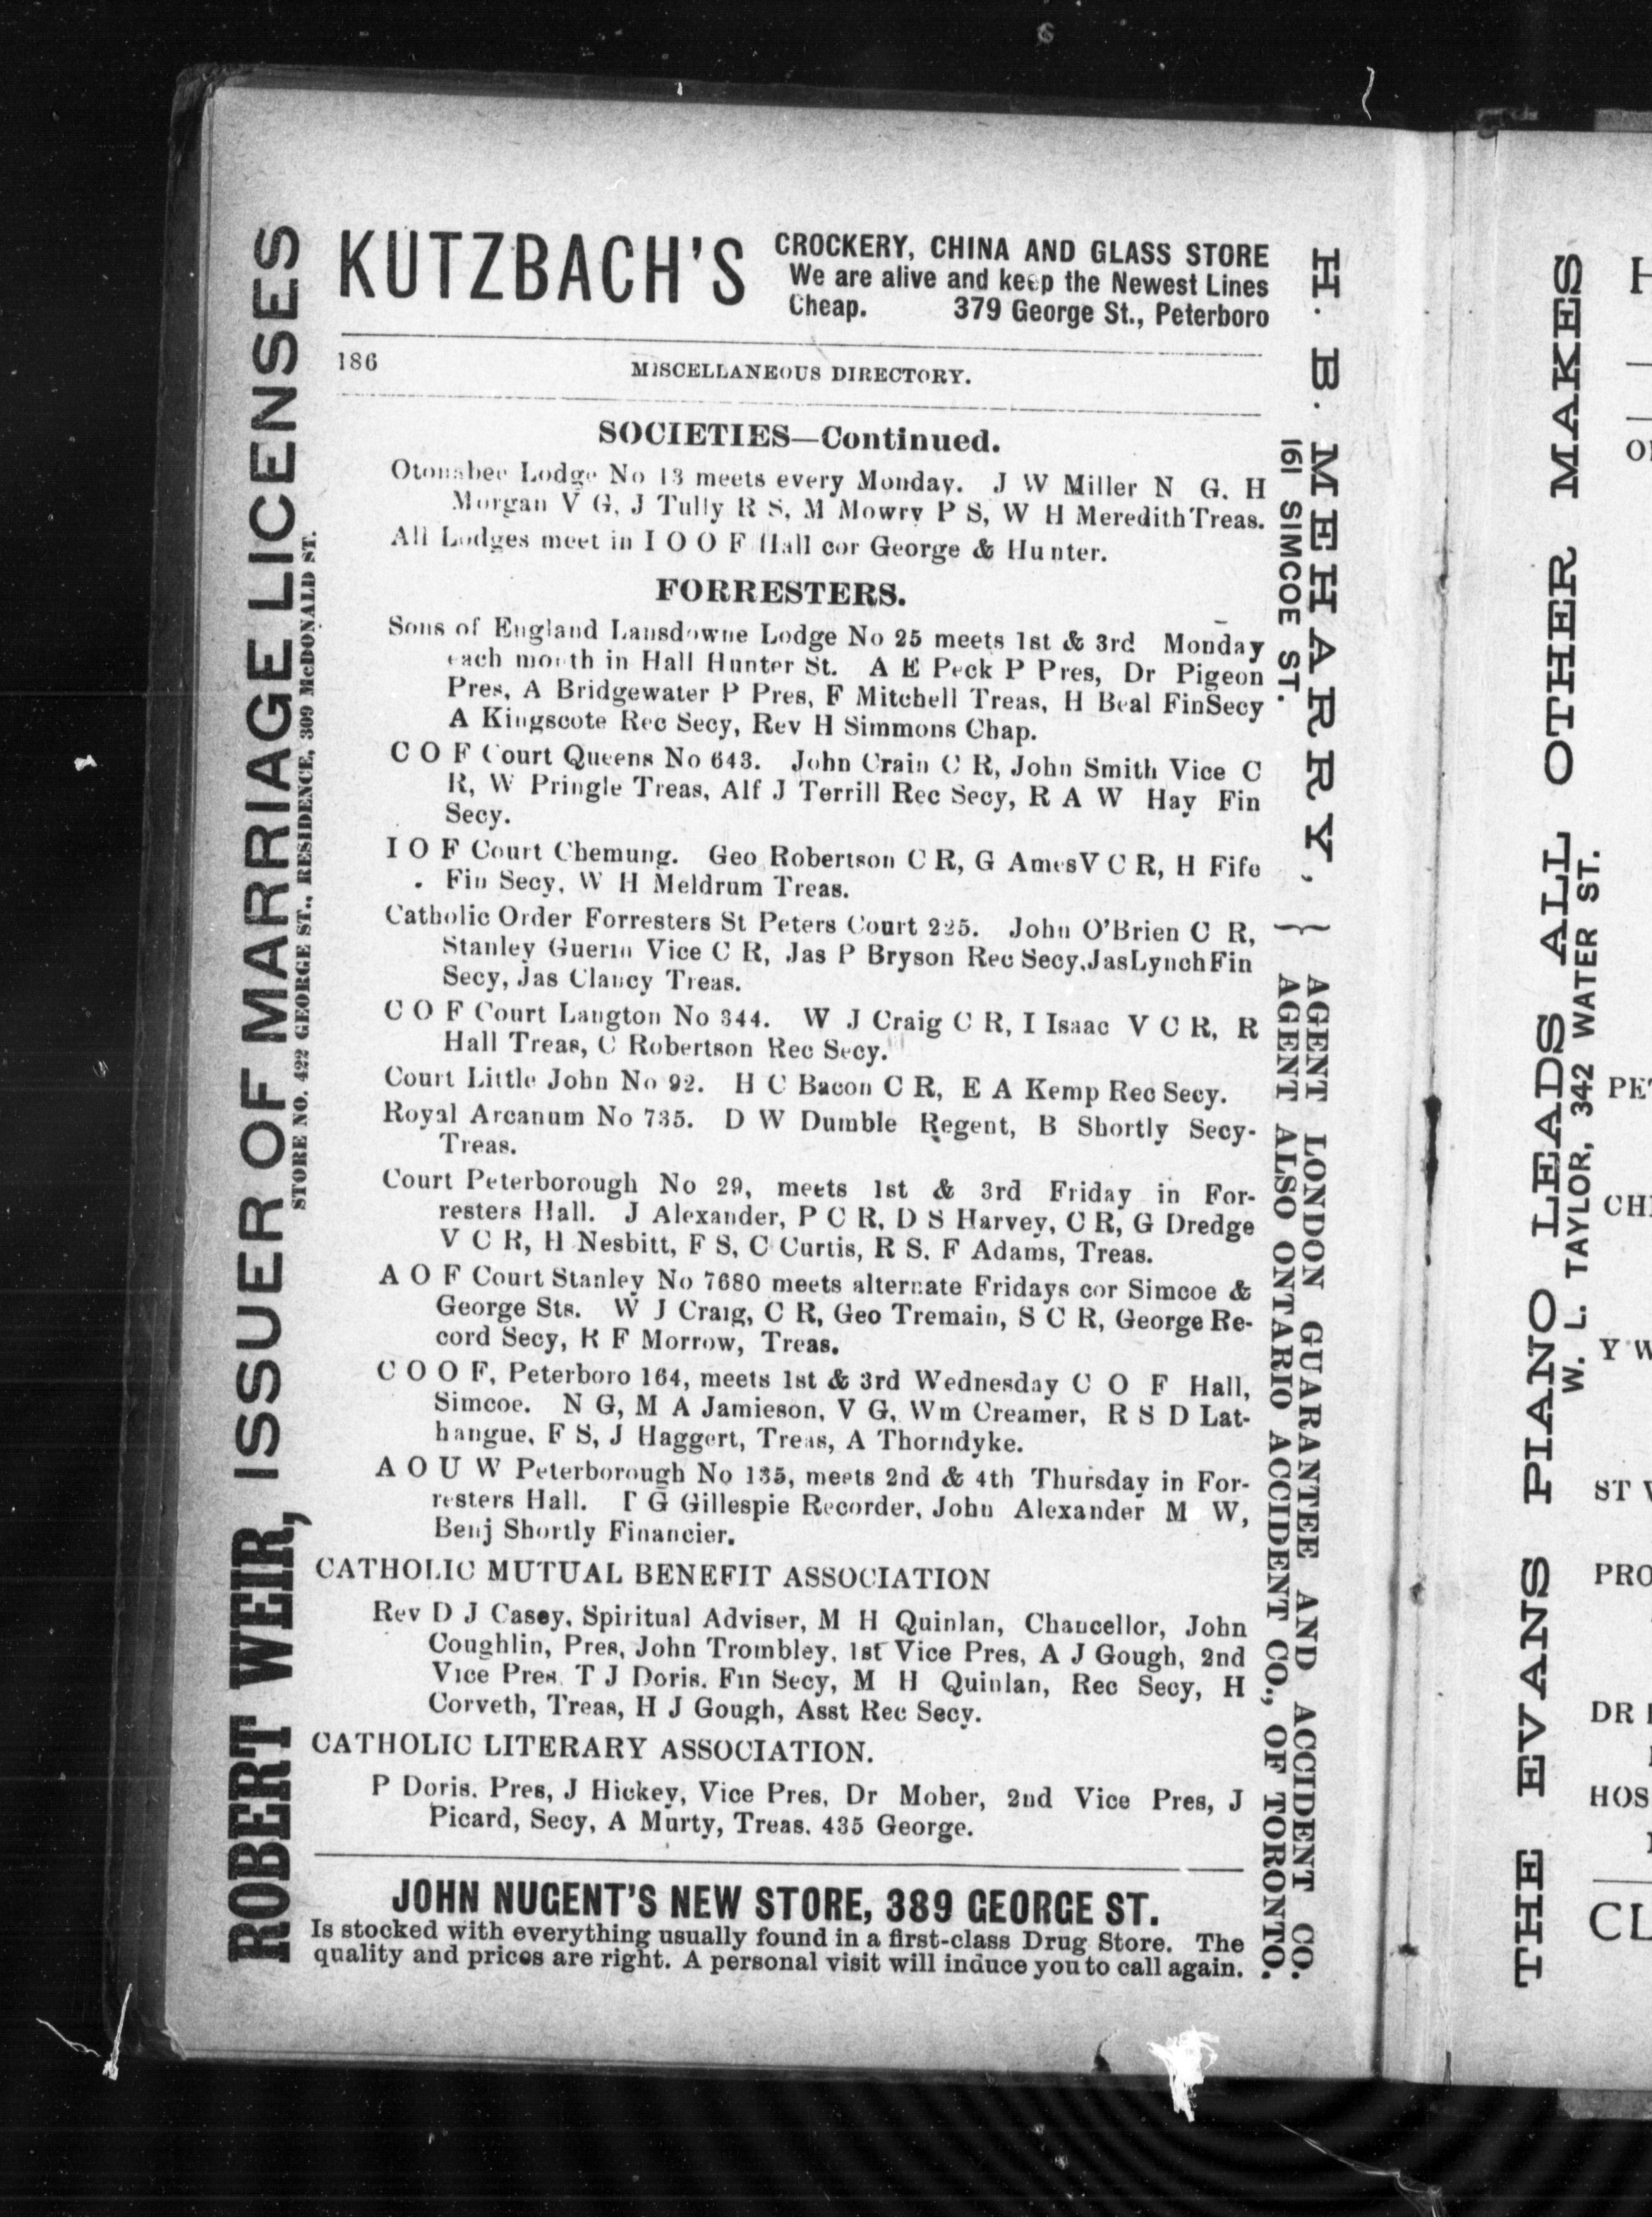 KUTZBACH'S
CROCKERY, CHINA AND GLASS STORE
We are alive and keep the Newest Lines
Cheap. 379 George St., Peterboro
186
MISCELLANEOUS DIRECTORY.
SOCIETIES—Continued.
Otonabee Lodge No 13 meets every Monday. J W Miller N G. H
Morgan V G, J Tully R S, M Mowry P S, W H Meredith Treas.
All Lodges meet in I O O F Hall cor George & Hunter.
FORRESTERS.
Sons of England Lansdowne Lodge No 25 meets 1st & 3rd Monday
each month in Hall Hunter St. A E Peck P Pres, Dr Pigeon
Pres, A Bridgewater P Pres, F Mitchell Treas, H Beal FinSecy
A Kingscote Rec Secy, Rev H Simmons Chap.
C O F Court Queens No 643. John Crain C R, John Smith Vice C
R, W Pringle Treas, Alf J Terrill Rec Secy, R A W Hay Fin
Secy.
I O F Court Chemung. Geo Robertson C R, G Ames V C R, H Fife
Fin Secy, W H Meldrum Treas.
Catholic Order Forresters St Peters Court 225. John O'Brien C R,
Stanley Guerin Vice C R, Jas P Bryson Rec Secy, Jas Lynch Fin
Secy, Jas Clancy Treas.
C O F Court Langton No 344. W J Craig C R, I Isaac V C R, R
Hall Treas, C Robertson Rec Secy.
Court Little John No 92. H C Bacon C R, E A Kemp Rec Secy.
Royal Arcanum No 735. D W Dumble Regent, B Shortly Secy-
Treas.
Court Peterborough No 29, meets 1st & 3rd Friday in For-
resters Hall. J Alexander, P C R, D S Harvey, C R, G Dredge
V C R, H Nesbitt, F S, C Curtis, R S. F Adams, Treas.
A O F Court Stanley No 7680 meets alternate Fridays cor Simcoe &
George Sts. W J Craig, C R, Geo Tremain, S C R, George Re-
cord Secy, R F Morrow, Treas.
C O O F, Peterboro 164, meets 1st & 3rd Wednesday C O F Hall,
Simcoe. N G, M A Jamieson, V G, Wm Creamer, R S D Lat-
hangue, F S, J Haggert, Treas, A Thorndyke.
A O U W Peterborough No 135, meets 2nd & 4th Thursday in For-
resters Hall. T G Gillespie Recorder, John Alexander M W,
Benj Shortly Financier.
CATHOLIC MUTUAL BENEFIT ASSOCIATION
Rev D J Casey, Spiritual Adviser, M H Quinlan, Chancellor, John
Coughlin, Pres, John Trombley, 1st Vice Pres, A J Gough, 2nd
Vice Pres, T J Doris. Fin Secy, M H Quinlan, Rec Secy, H
Corveth, Treas, H J Gough, Asst Rec Secy.
CATHOLIC LITERARY ASSOCIATION.
P Doris. Pres, J Hickey, Vice Pres, Dr Moher, 2nd Vice Pres, J
Picard, Secy, A Murty, Treas. 435 George.
JOHN NUGENT'S NEW STORE, 389 GEORGE ST.
Is stocked with everything usually found in a first-class Drug Store. The
quality and prices are right. A personal visit will induce you to call again.
ROBERT WEIR, ISSUER OF MARRIAGE LICENSES
STORE NO. 422 GEORGE ST., RESIDENCE, 309 McDONALD ST.
H. B. MEHARRY, } AGENT LONDON GUARANTEE AND ACCIDENT CO.
161 SIMCOE ST. AGENT ALSO ONTARIO ACCIDENT CO., OF TORONTO.
THE EVANS PIANO LEADS ALL OTHER MAKES
W. L. TAYLOR, 342 WATER ST.
PE
CH
Y W
ST
PRO
DR
HOS
CL